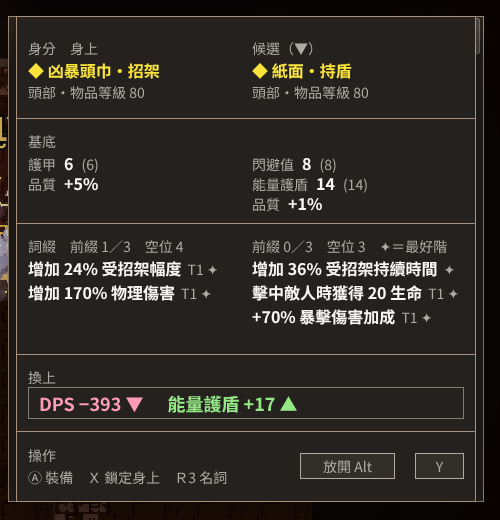 身分　身上
候選（▼）
◆ 凶暴頭巾・招架
◆ 紙面・持盾
頭部・物品等級 80
頭部・物品等級 80
基底
護甲 6 (6)
品質 +5%
閃避值 8 (8)
能量護盾 14 (14)
品質 +1%
詞綴　前綴 1／3　空位 4
增加 24% 受招架幅度 T1 ✦
增加 170% 物理傷害 T1 ✦
前綴 0／3　空位 3　✦＝最好階
增加 36% 受招架持續時間 ✦
擊中敵人時獲得 20 生命 T1 ✦
+70% 暴擊傷害加成 T1 ✦
換上
DPS −393 ▼　能量護盾 +17 ▲
操作
Ⓐ 裝備　X 鎖定身上　R3 名詞
放開 Alt
Y